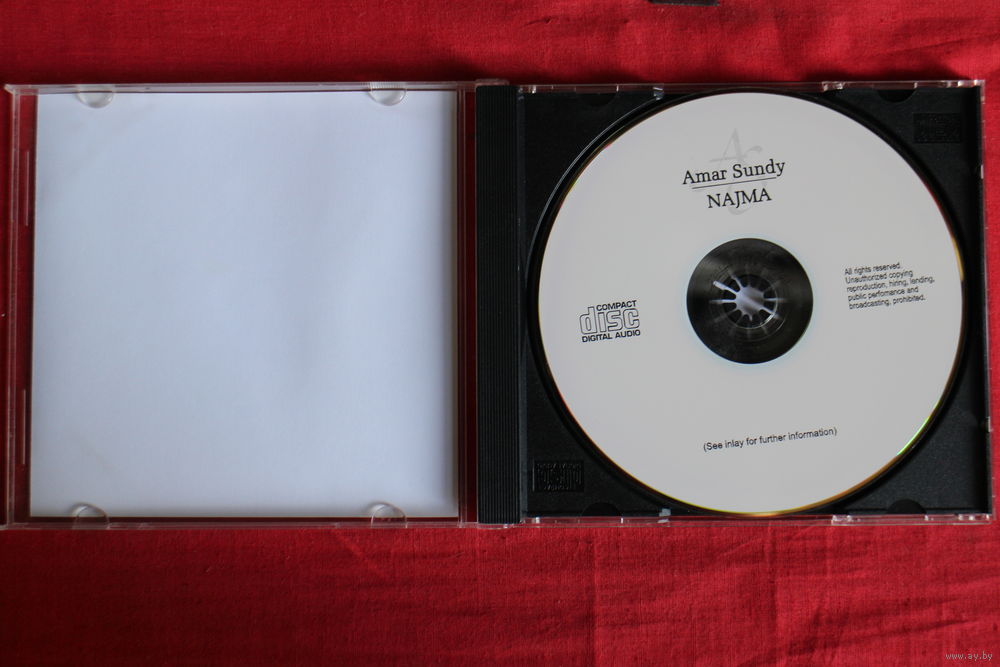 Amar Sundy
NAJMA
All rights reserved.
Unauthorized copying
reproduction, hiring, lending,
public perfomance and
broadcasting, prohibited.
COMPACT
disc
DIGITAL AUDIO
(See inlay for further information)
www.ay.by